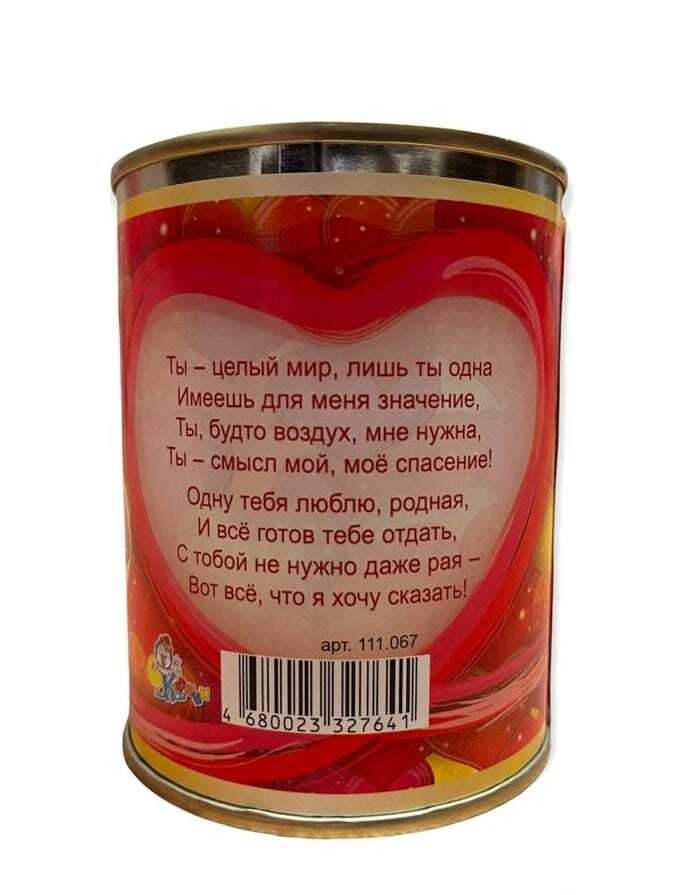 Ты – целый мир, лишь ты одна
Имеешь для меня значение,
Ты, будто воздух, мне нужна,
Ты – смысл мой, моё спасение!
Одну тебя люблю, родная,
И всё готов тебе отдать,
С тобой не нужно даже рая –
Вот всё, что я хочу сказать!
арт. 111.067
4 680023 327641